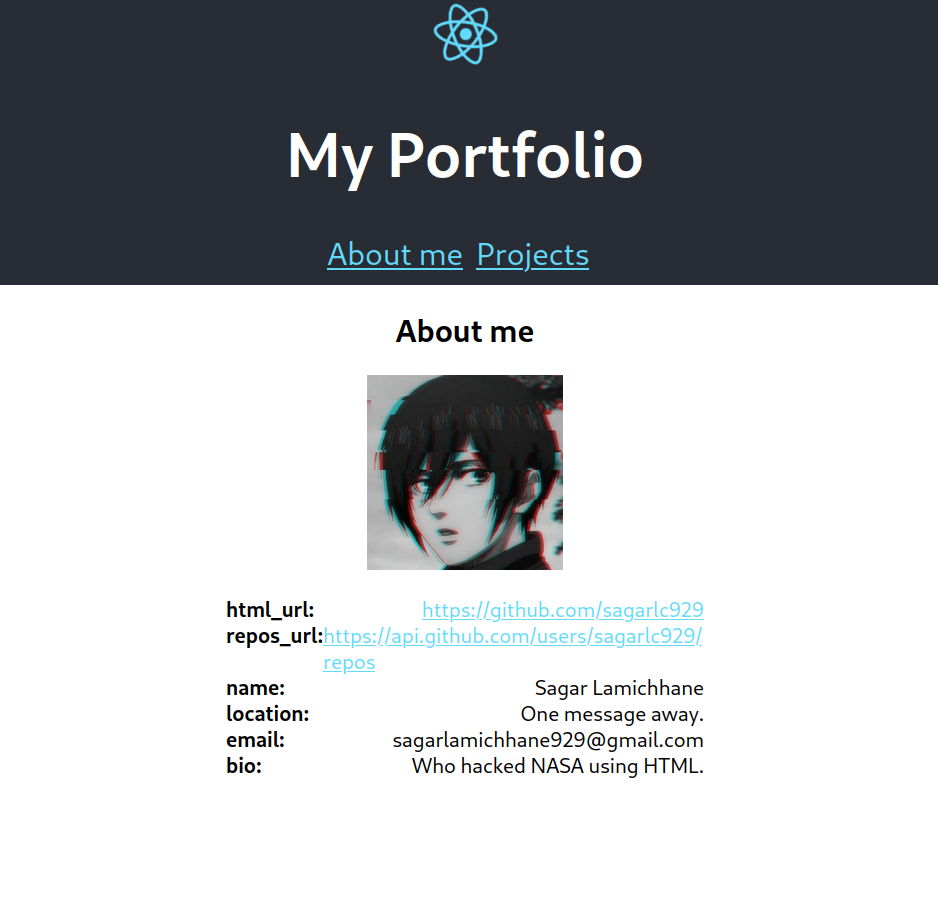 My Portfolio
About me Projects
About me
html_url: https://github.com/sagarlc929
repos_url: https://api.github.com/users/sagarlc929/
repos
name: Sagar Lamichhane
location: One message away.
email: sagarlamichhane929@gmail.com
bio: Who hacked NASA using HTML.